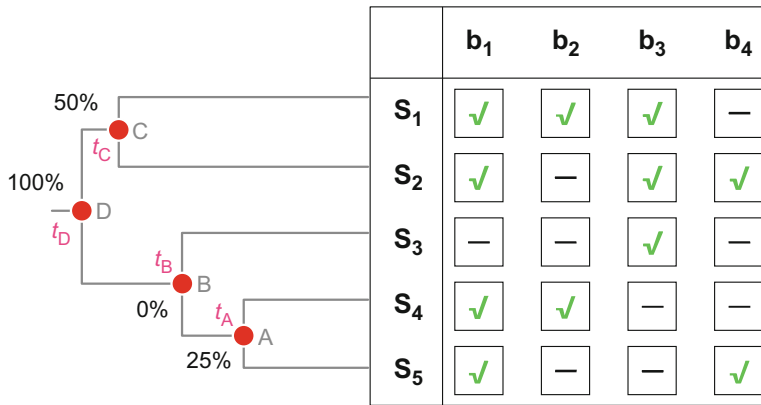 b1 b2 b3 b4
50% C S1 √ √ √ –
tC
100% S2 √ – √ √
D
tD S3 – – √ –
tB
B
0% tA S4 √ √ – –
A
25% S5 √ – – √